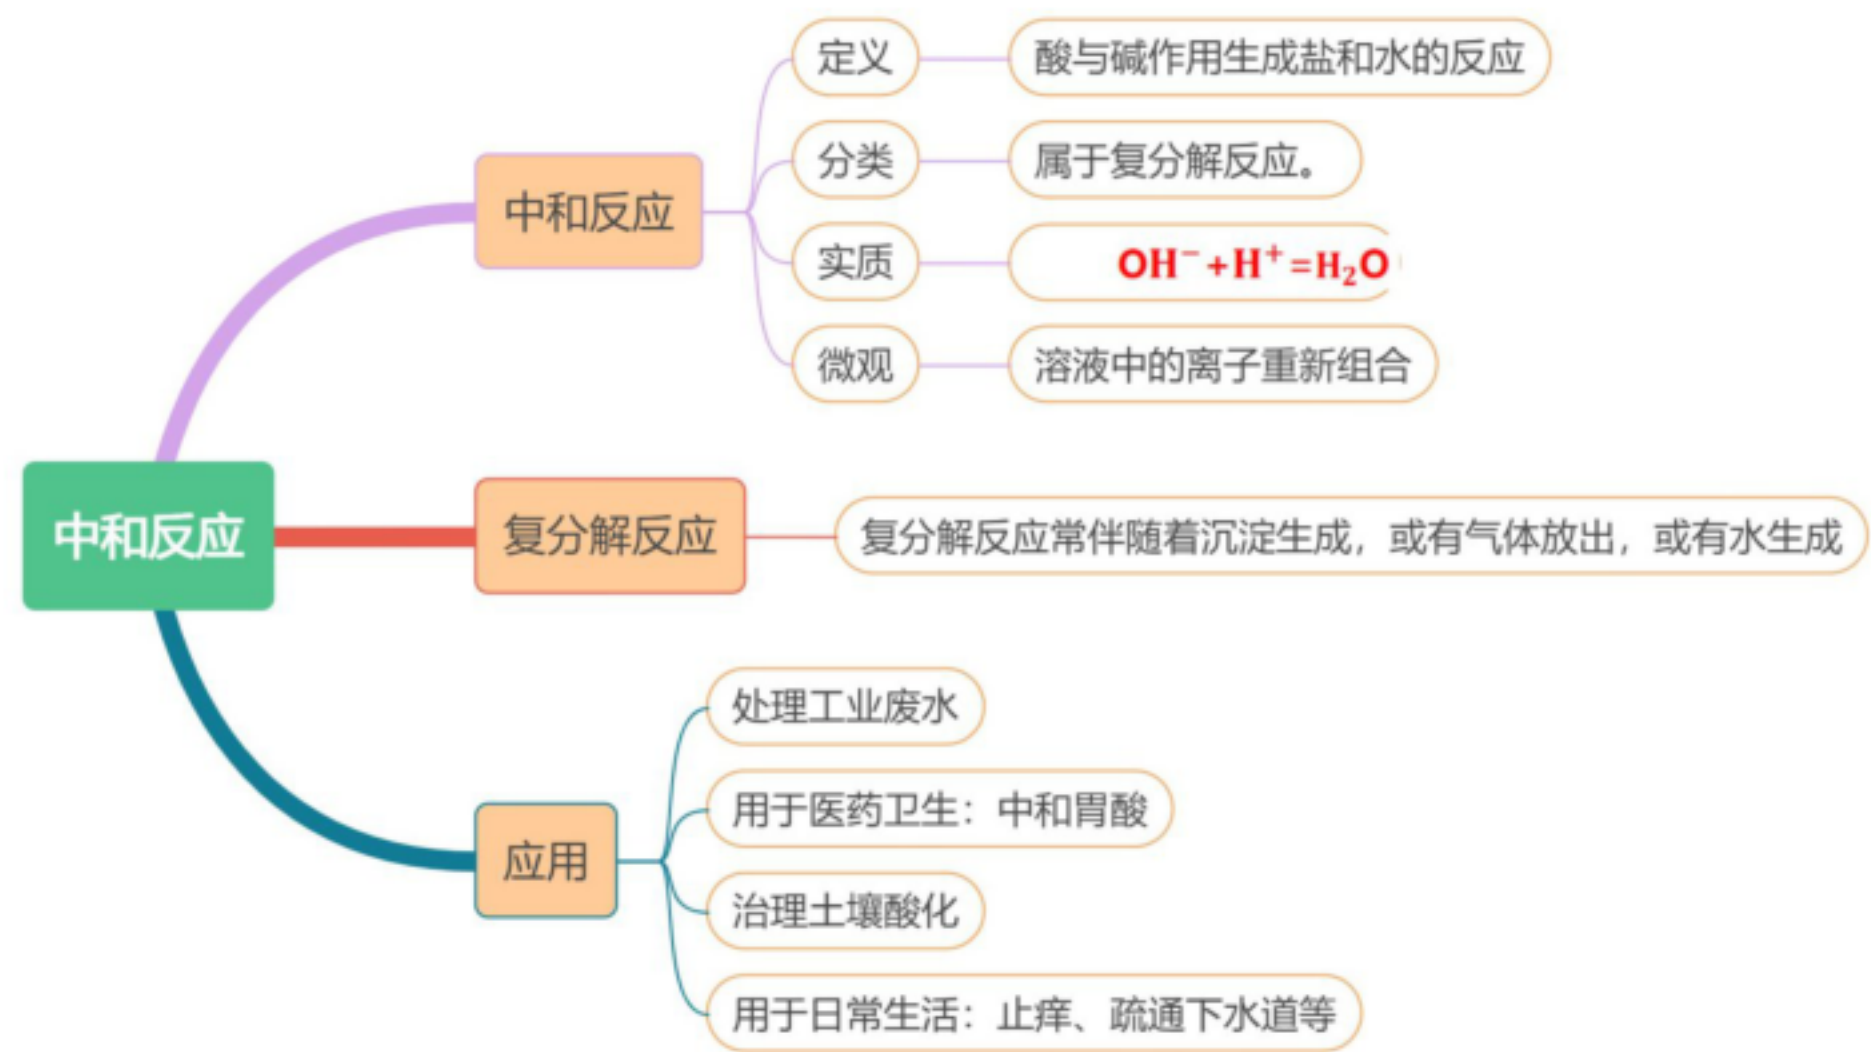 定义
酸与碱作用生成盐和水的反应
分类
属于复分解反应。
中和反应
实质
OH⁻+H⁺=H₂O
微观
溶液中的离子重新组合
中和反应
复分解反应
复分解反应常伴随着沉淀生成，或有气体放出，或有水生成
处理工业废水
用于医药卫生：中和胃酸
应用
治理土壤酸化
用于日常生活：止痒、疏通下水道等